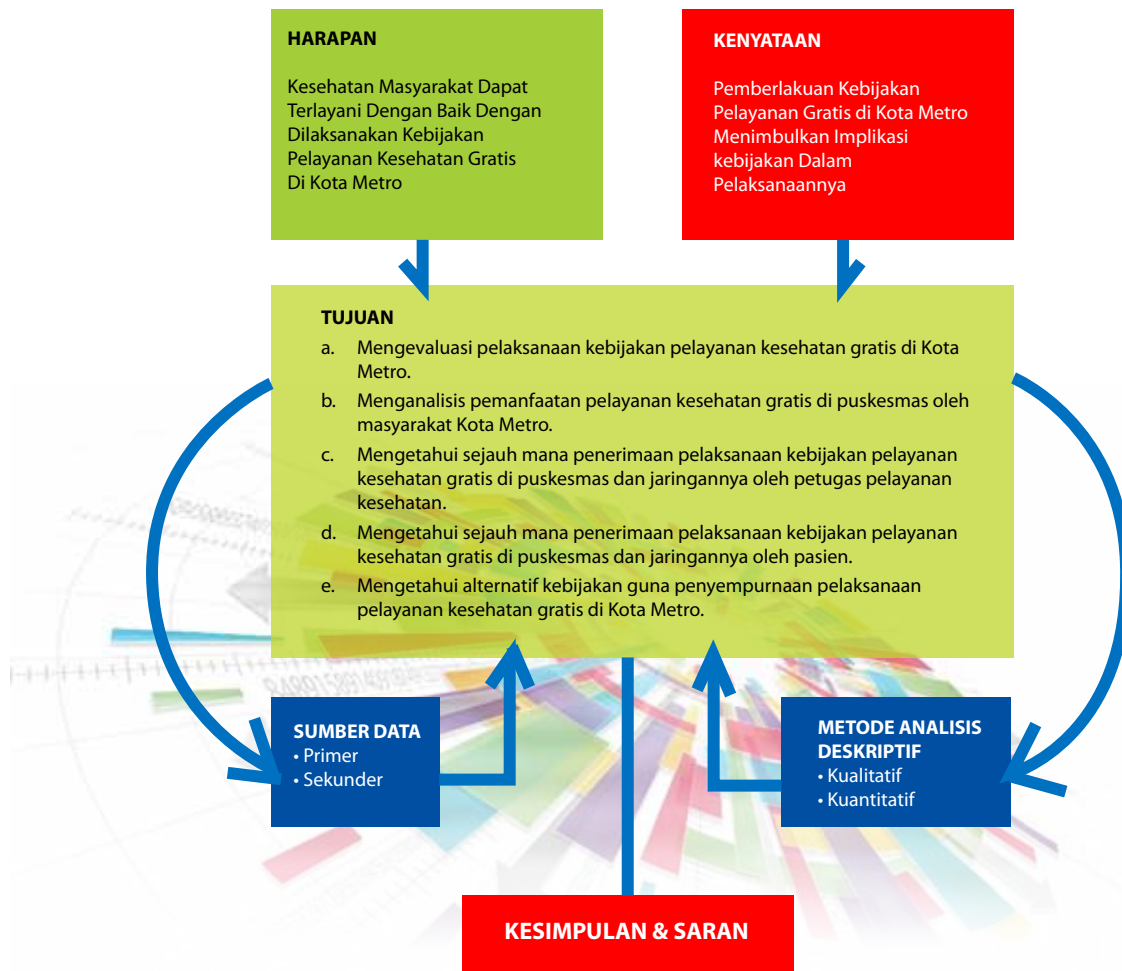 HARAPAN
Kesehatan Masyarakat Dapat
Terlayani Dengan Baik Dengan
Dilaksanakan Kebijakan
Pelayanan Kesehatan Gratis
Di Kota Metro
KENYATAAN
Pemberlakuan Kebijakan
Pelayanan Gratis di Kota Metro
Menimbulkan Implikasi
kebijakan Dalam
Pelaksanaannya
TUJUAN
a. Mengevaluasi pelaksanaan kebijakan pelayanan kesehatan gratis di Kota
Metro.
b. Menganalisis pemanfaatan pelayanan kesehatan gratis di puskesmas oleh
masyarakat Kota Metro.
c. Mengetahui sejauh mana penerimaan pelaksanaan kebijakan pelayanan
kesehatan gratis di puskesmas dan jaringannya oleh petugas pelayanan
kesehatan.
d. Mengetahui sejauh mana penerimaan pelaksanaan kebijakan pelayanan
kesehatan gratis di puskesmas dan jaringannya oleh pasien.
e. Mengetahui alternatif kebijakan guna penyempurnaan pelaksanaan
pelayanan kesehatan gratis di Kota Metro.
SUMBER DATA
• Primer
• Sekunder
METODE ANALISIS
DESKRIPTIF
• Kualitatif
• Kuantitatif
KESIMPULAN & SARAN